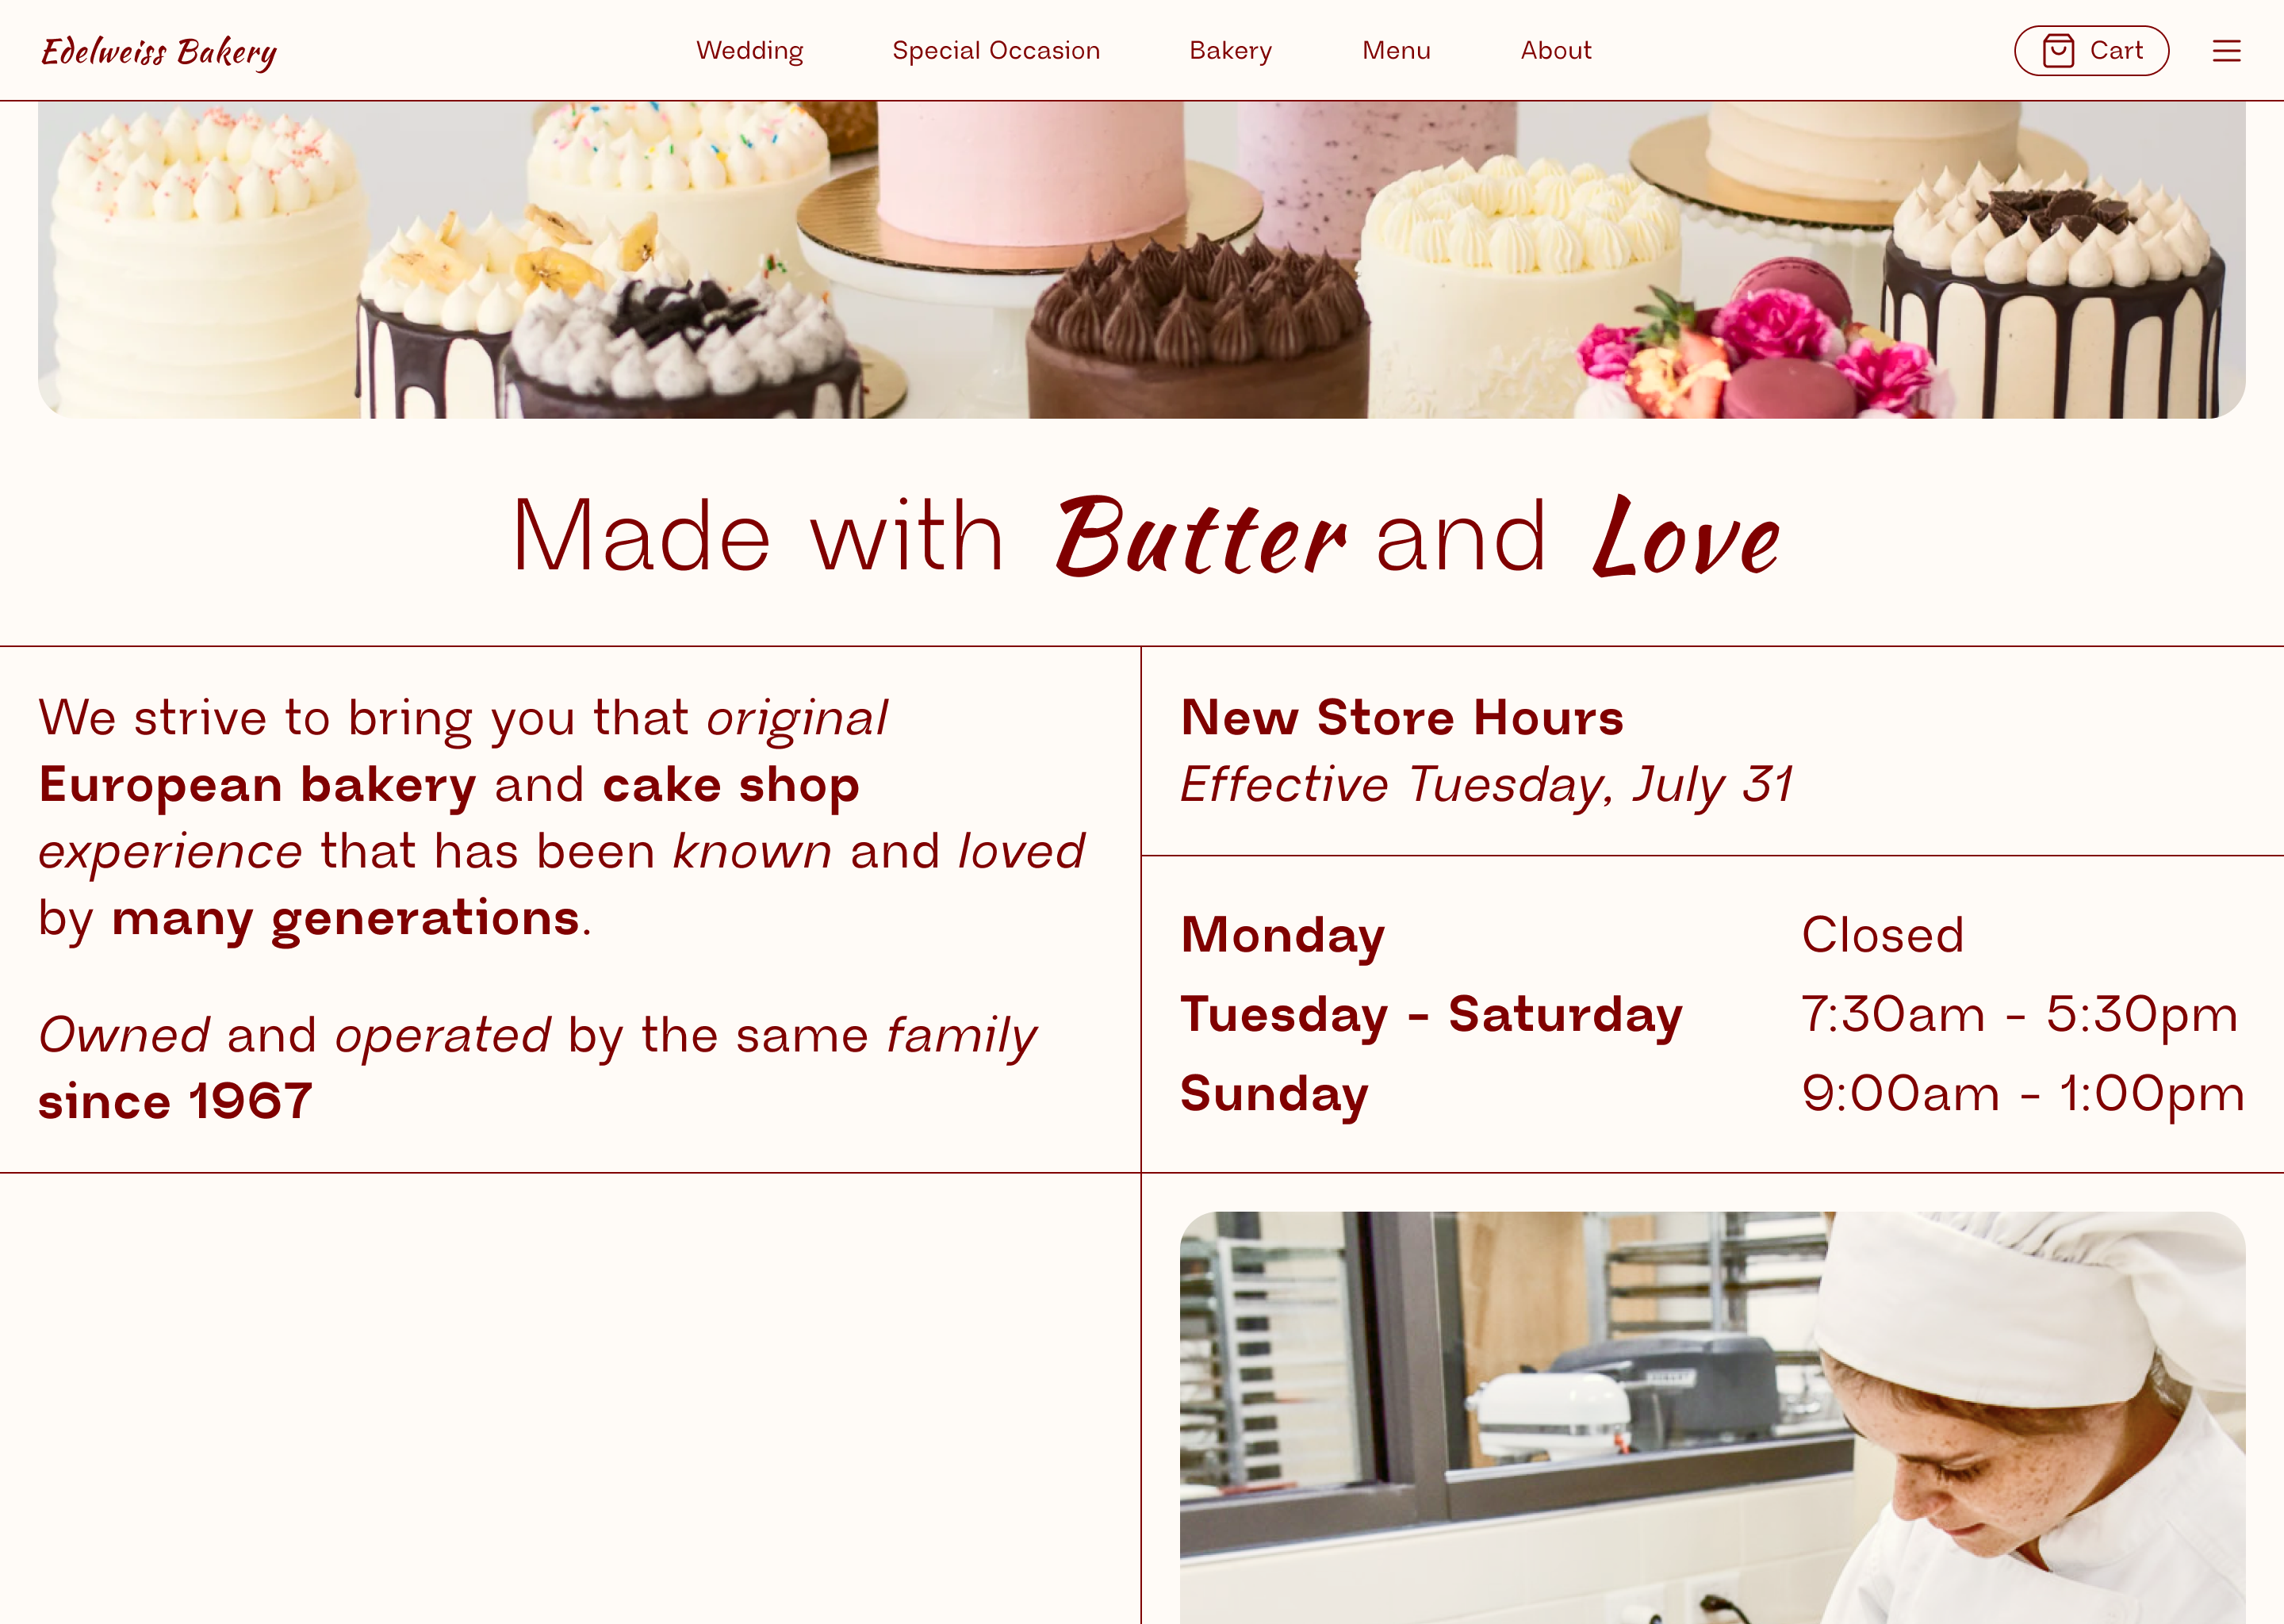 Edelweiss Bakery
Wedding
Special Occasion
Bakery
Menu
About
Cart
Made with Butter and Love
We strive to bring you that original
European bakery and cake shop
experience that has been known and loved
by many generations.
Owned and operated by the same family
since 1967
New Store Hours
Effective Tuesday, July 31
Monday Closed
Tuesday - Saturday 7:30am - 5:30pm
Sunday 9:00am - 1:00pm